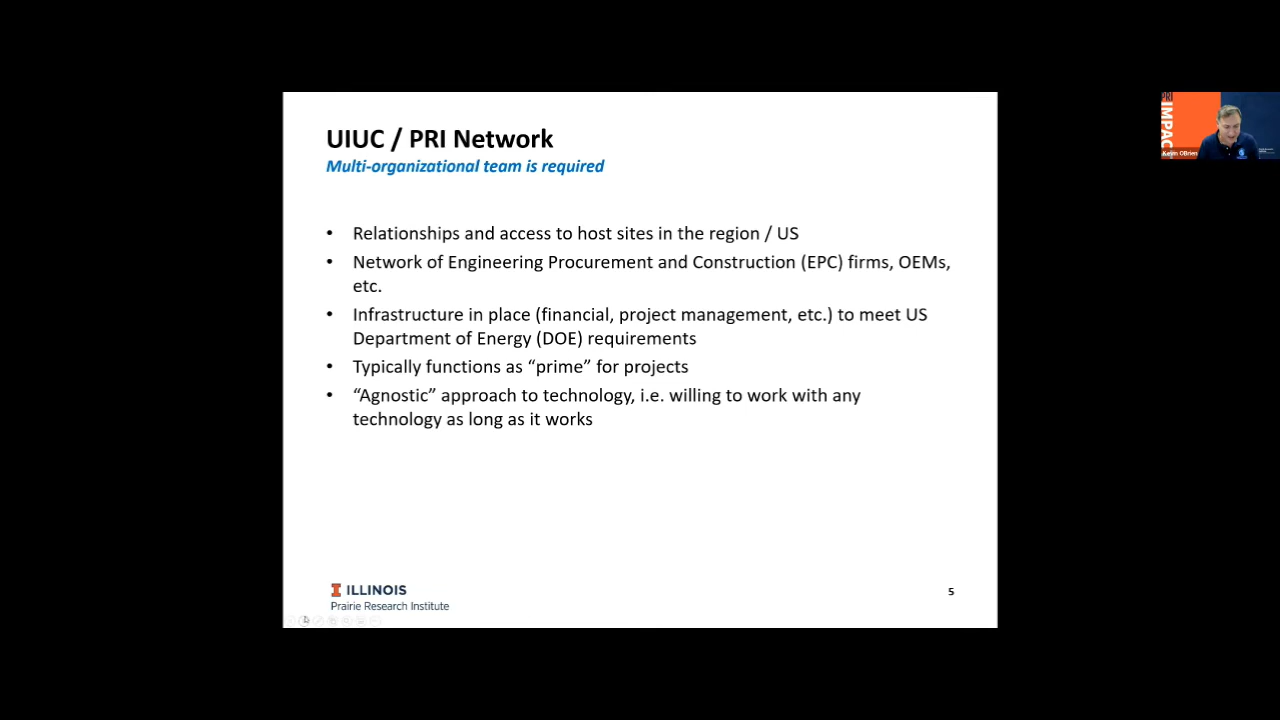 UIUC / PRI Network
Multi-organizational team is required
• Relationships and access to host sites in the region / US
• Network of Engineering Procurement and Construction (EPC) firms, OEMs,
etc.
• Infrastructure in place (financial, project management, etc.) to meet US
Department of Energy (DOE) requirements
• Typically functions as “prime” for projects
• “Agnostic” approach to technology, i.e. willing to work with any
technology as long as it works
I ILLINOIS
Prairie Research Institute
5
PRI
IMPAC
Kevin OBrien